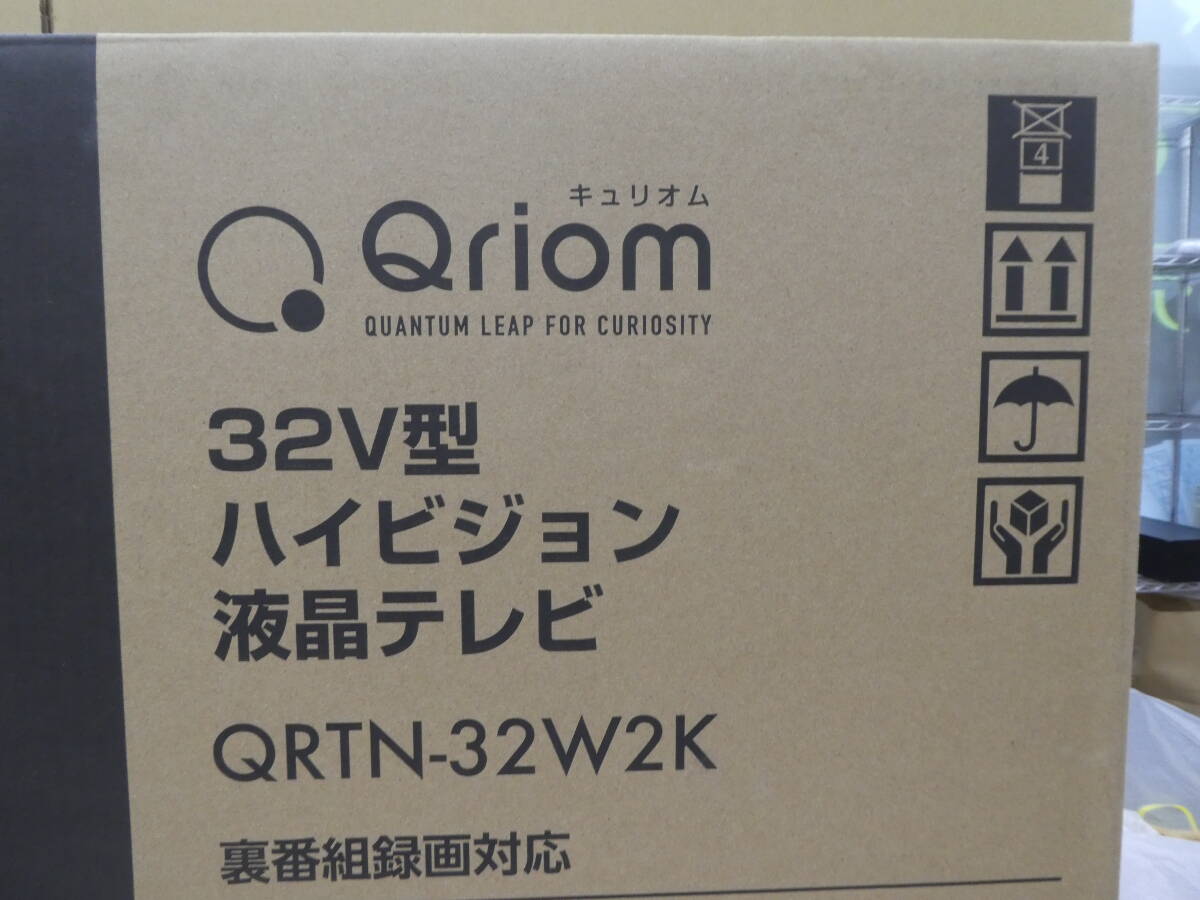 キュリオム
Qriom
QUANTUM LEAP FOR CURIOSITY
32V型
ハイビジョン
液晶テレビ
QRTN-32W2K
裏番組録画対応
4